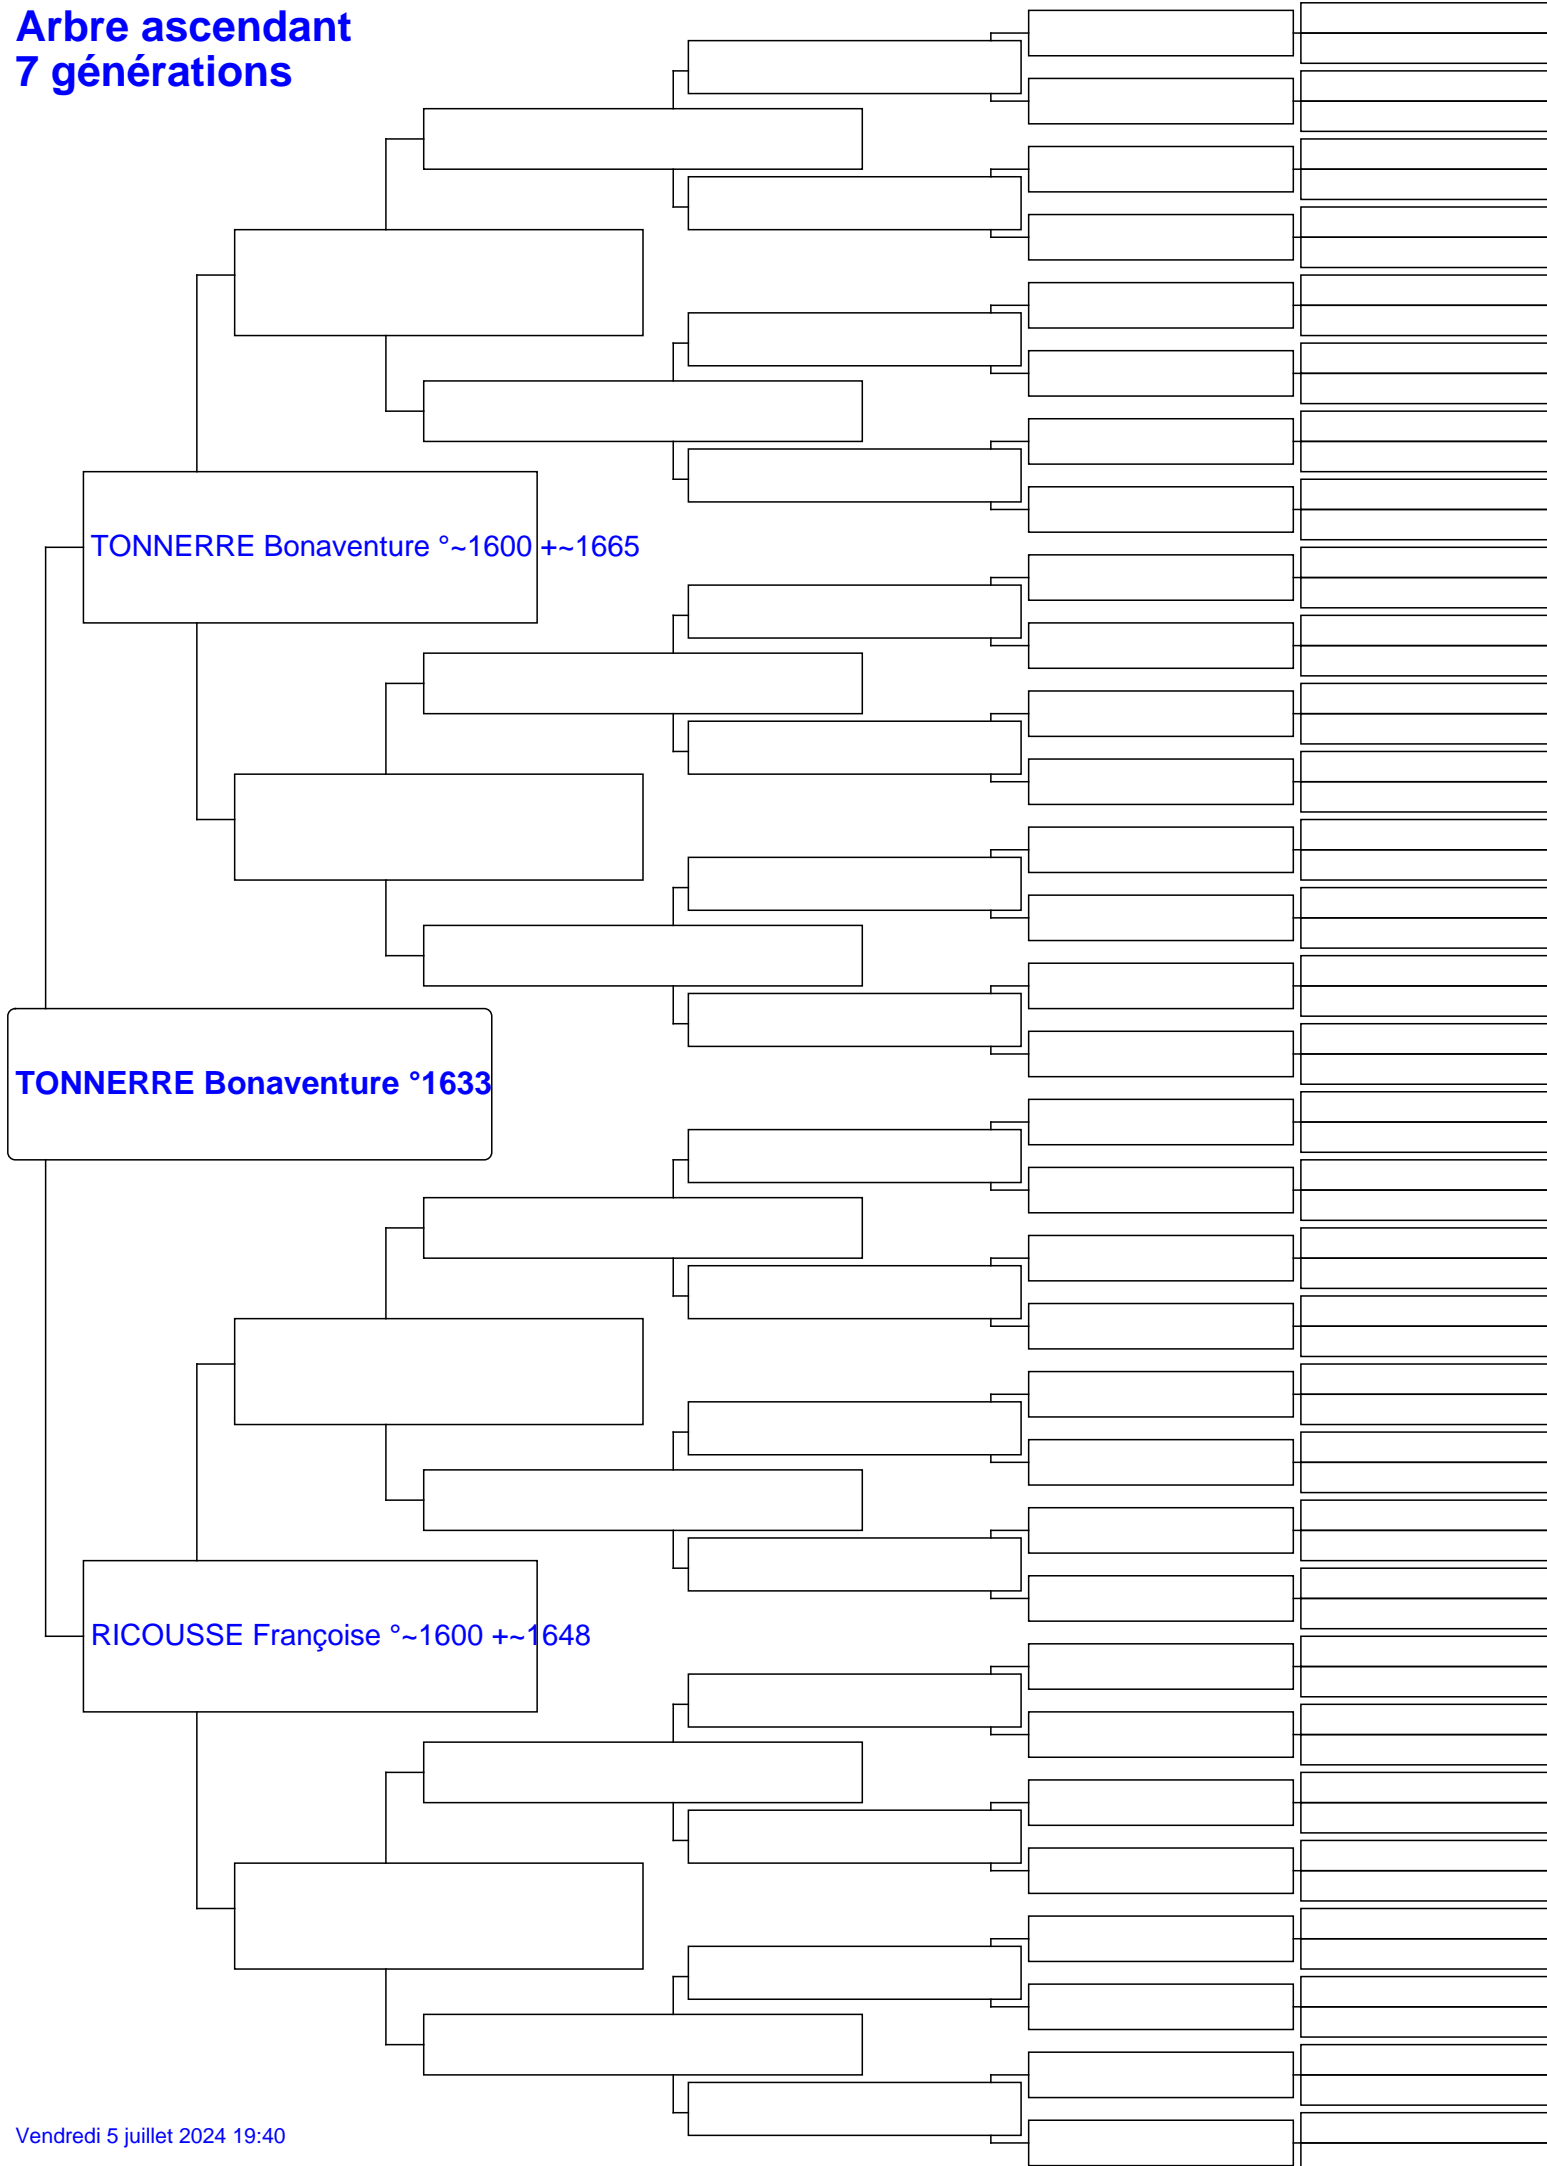 Arbre ascendant
7 générations
TONNERRE Bonaventure °~1600 +~1665
TONNERRE Bonaventure °1633
RICOUSSE Françoise °~1600 +~1648
Vendredi 5 juillet 2024 19:40